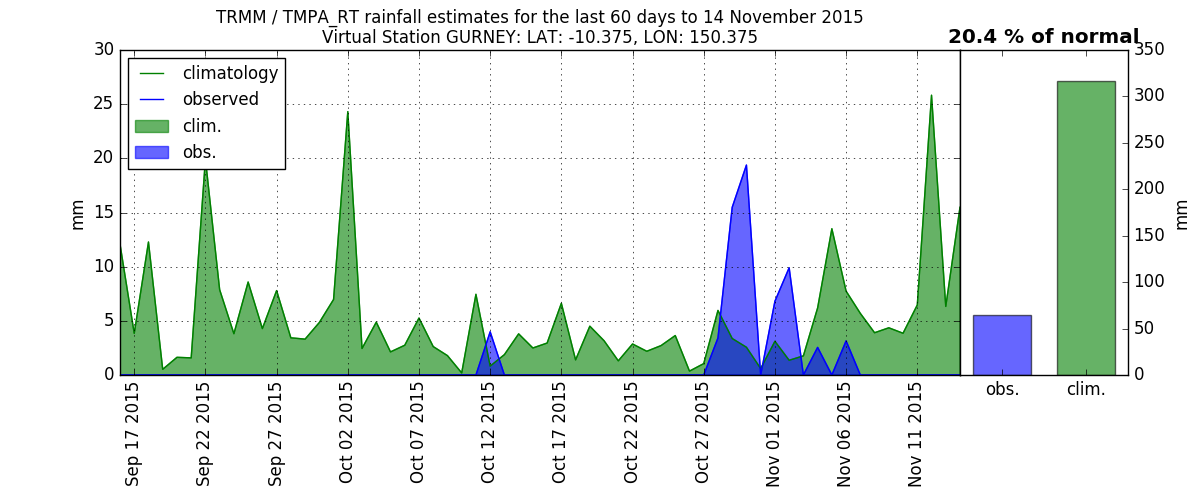 TRMM / TMPA_RT rainfall estimates for the last 60 days to 14 November 2015
Virtual Station GURNEY: LAT: -10.375, LON: 150.375
20.4 % of normal
30
25
20
15
10
5
0
mm
climatology
observed
clim.
obs.
Sep 17 2015
Sep 22 2015
Sep 27 2015
Oct 02 2015
Oct 07 2015
Oct 12 2015
Oct 17 2015
Oct 22 2015
Oct 27 2015
Nov 01 2015
Nov 06 2015
Nov 11 2015
obs.
clim.
350
300
250
200
150
100
50
0
mm